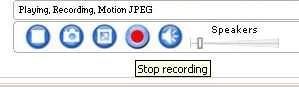 Playing, Recording, Motion JPEG
Speakers
Stop recording